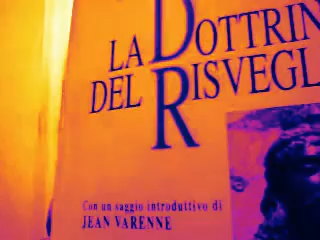 LA DOTTRIN
DEL RISVEGL
Con un saggio introduttivo di
JEAN VARENNE